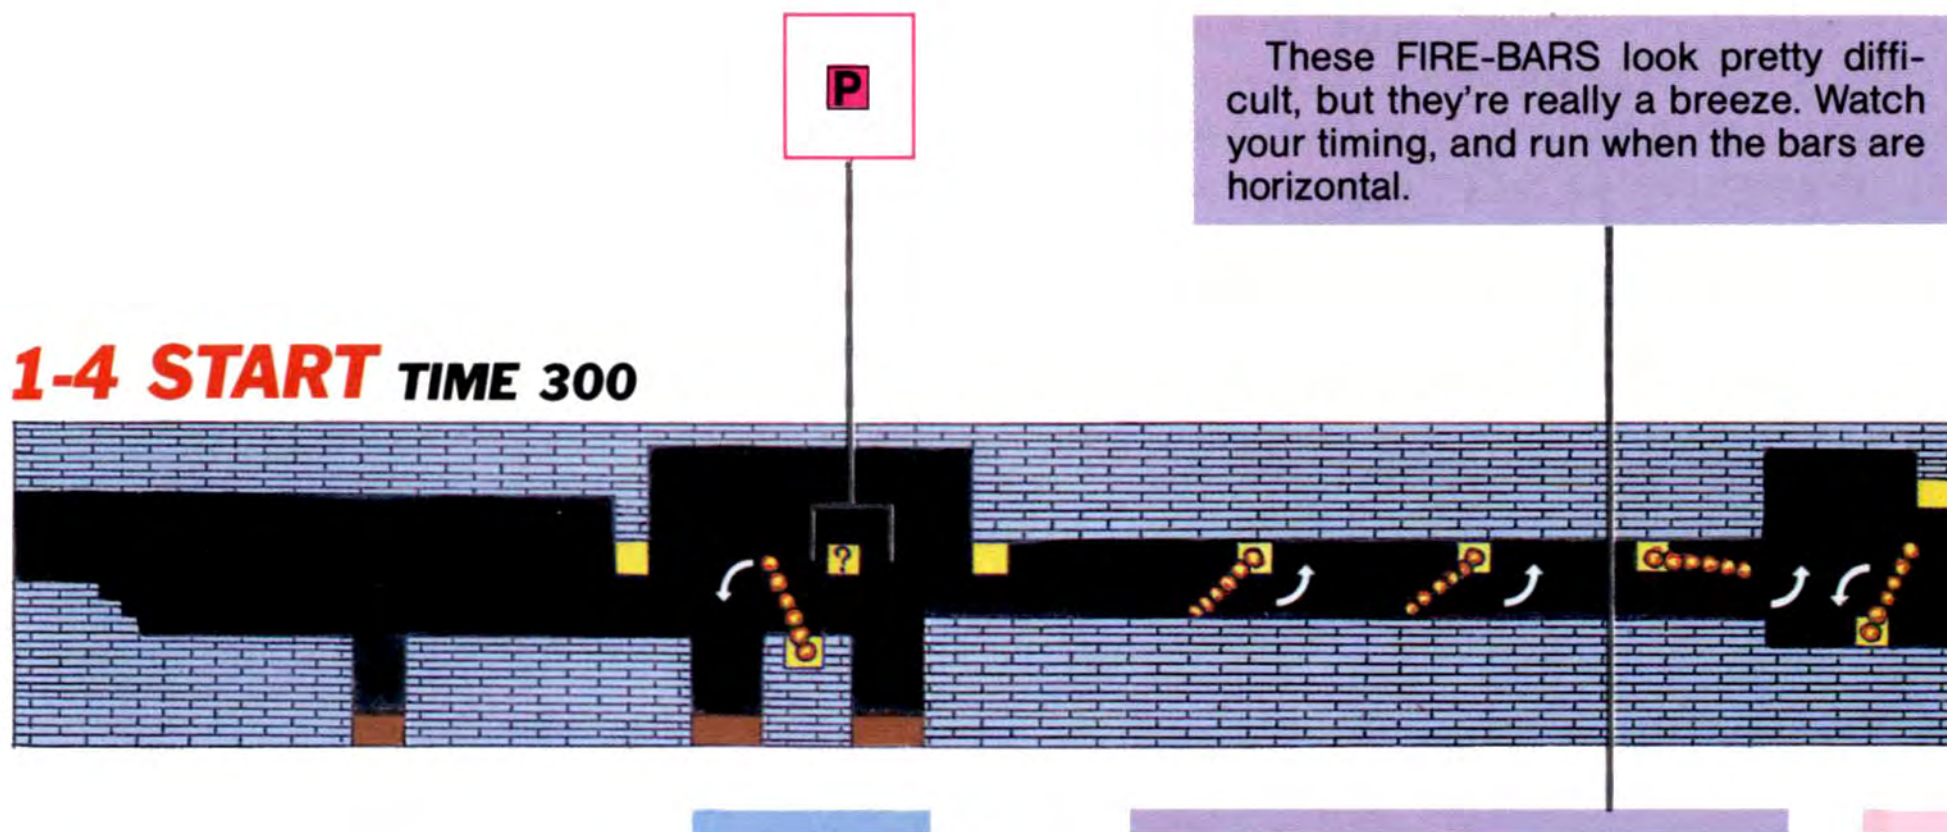 P
These FIRE-BARS look pretty diffi-
cult, but they're really a breeze. Watch
your timing, and run when the bars are
horizontal.
1-4 START TIME 300
?